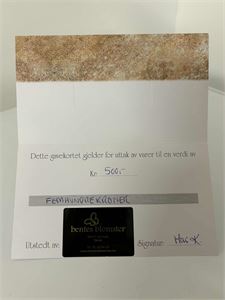 Dette gavekortet gjelder for uttak av varer til en verdi av
Kr 500,-
FEMHUNDREKRONER
bentes blomster
Utstedt av: Signatur: